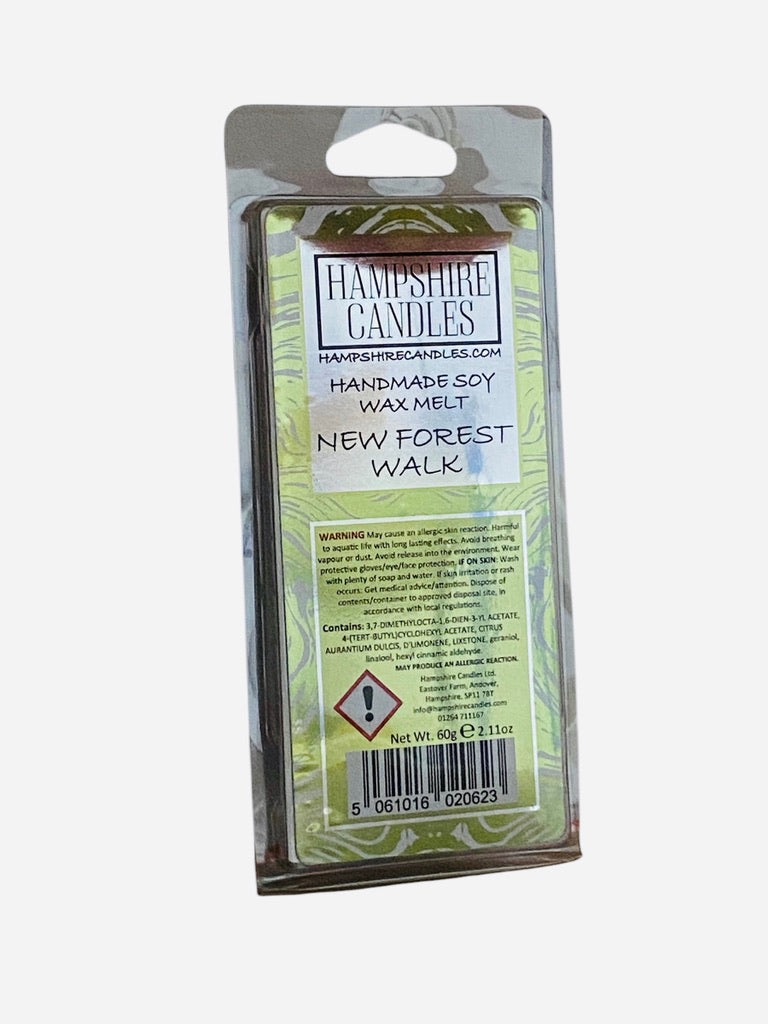 HAMPSHIRE
CANDLES
HAMPSHIRECANDLES.COM
HANDMADE SOY
WAX MELT
NEW FOREST
WALK
WARNING May cause an allergic skin reaction. Harmful
to aquatic life with long lasting effects. Avoid breathing
vapour or dust. Avoid release into the environment. Wear
protective gloves/eye/face protection. IF ON SKIN: Wash
with plenty of soap and water. If skin irritation or rash
occurs: Get medical advice/attention. Dispose of
contents/container to approved disposal site, in
accordance with local regulations.
Contains: 3,7-DIMETHYLOCTA-1,6-DIEN-3-YL ACETATE,
4-(TERT-BUTYL)CYCLOHEXYL ACETATE, CITRUS
AURANTIUM DULCIS, D'LIMONENE, LIXETONE, geraniol,
linalool, hexyl cinnamic aldehyde.
MAY PRODUCE AN ALLERGIC REACTION.
Hampshire Candles Ltd.
Eastover Farm, Andover,
Hampshire, SP11 7BT
info@hampshirecandles.com
01264 711167
Net Wt. 60g ℮ 2.11oz
5 061016 020623